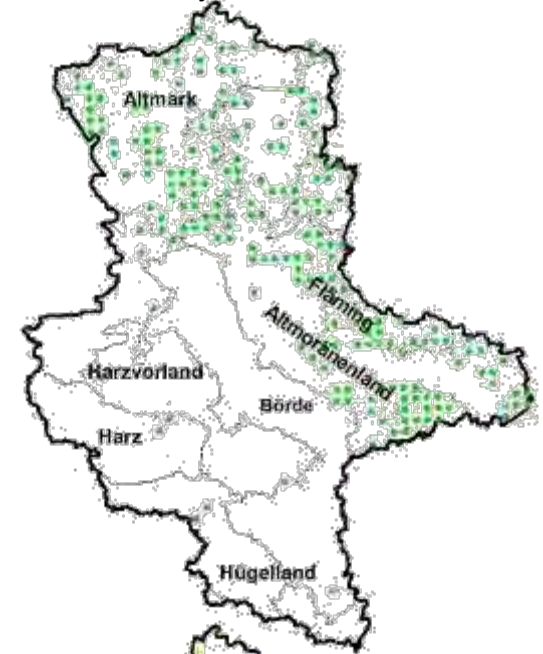 Altmark
Fläming
Altmoränenland
Harzvorland
Börde
Harz
Hügelland